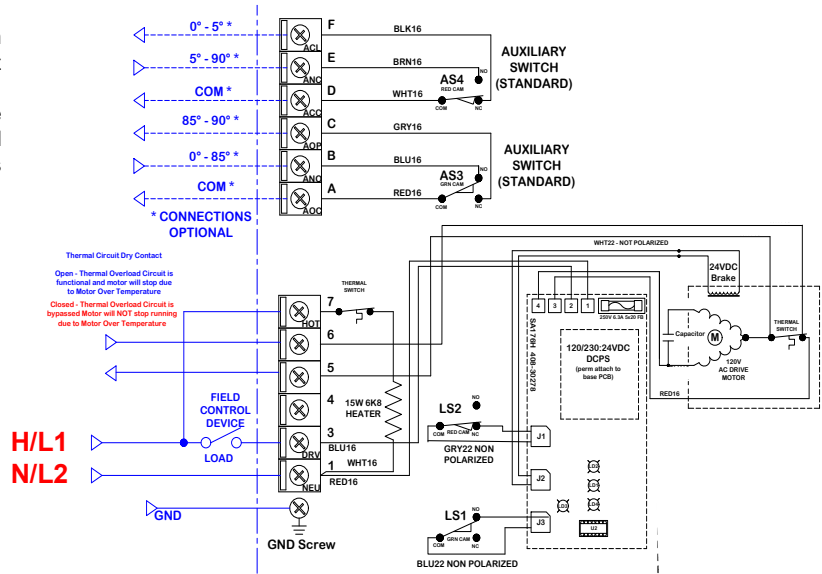 0° - 5° *
F
BLK16
ACL
5° - 90° *
E
BRN16
ANC
NO
AS4
RED CAM
AUXILIARY
SWITCH
(STANDARD)
COM *
D
WHT16
ACC
COM
NC
85° - 90° *
C
GRY16
AOP
0° - 85° *
B
BLU16
ANO
NO
AS3
GRN CAM
AUXILIARY
SWITCH
(STANDARD)
COM *
A
RED16
AOC
COM
NC
* CONNECTIONS
OPTIONAL
Thermal Circuit Dry Contact
Open - Thermal Overload Circuit is
functional and motor will stop due
to Motor Over Temperature
Closed - Thermal Overload Circuit is
bypassed Motor will NOT stop running
due to Motor Over Temperature
WHT22 - NOT POLARIZED
24VDC
Brake
THERMAL
SWITCH
7
HOT
6
5
4
15W 6K8
HEATER
4 3 2 1
250V 6.3A 5x20 FB
SA176H 408-30278
120/230:24VDC
DCPS
(perm attach to
base PCB)
Capacitor
M
120V
AC DRIVE
MOTOR
THERMAL
SWITCH
RED16
FIELD
CONTROL
DEVICE
LOAD
H/L1
3
DRV
BLU16
N/L2
1
NEU
WHT16
RED16
GND
GND Screw
LS2
NO
COM
RED CAM
NC
GRY22 NON
POLARIZED
J1
J2
J3
LD2
LD1
LD3
LD4
U2
LS1
NO
COM
GRN CAM
NC
BLU22 NON POLARIZED